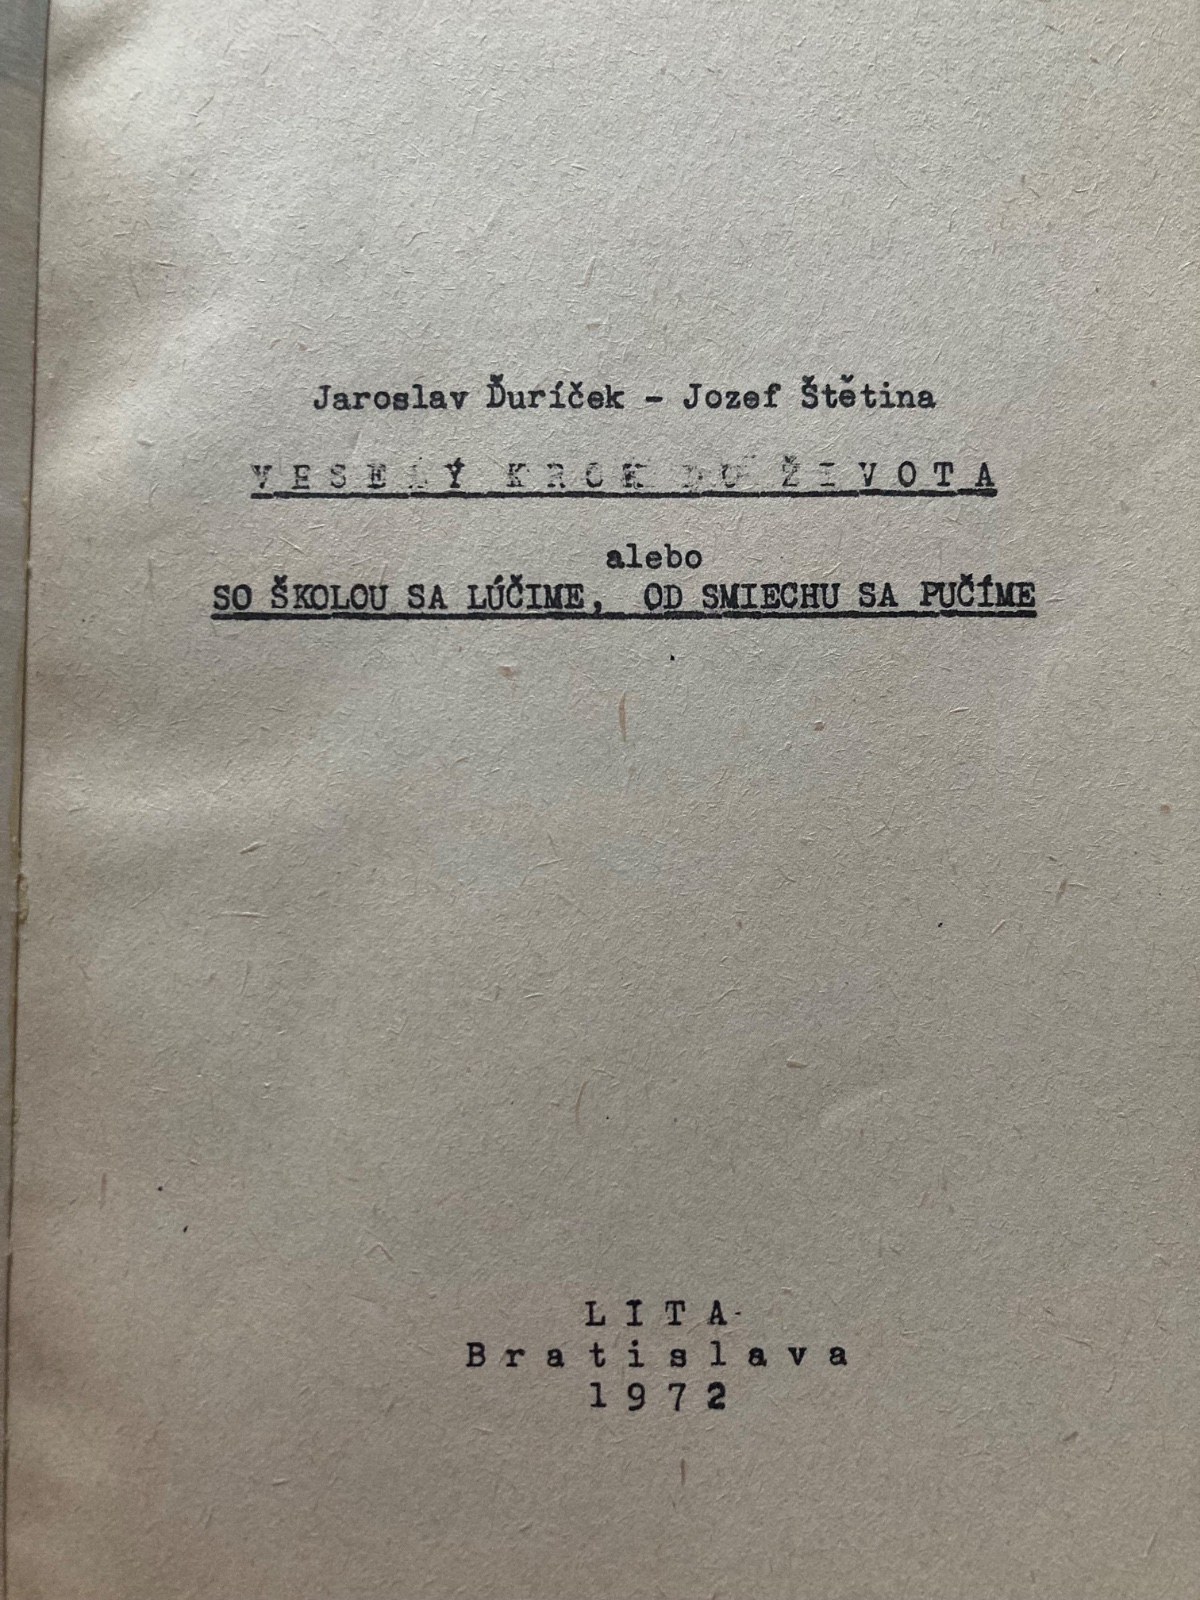 Jaroslav Ďuríček - Jozef Štětina
VESELÝ KROK DO ŽIVOTA
alebo
SO ŠKOLOU SA LÚČIME, OD SMIECHU SA PUČÍME
LITA
Bratislava
1972